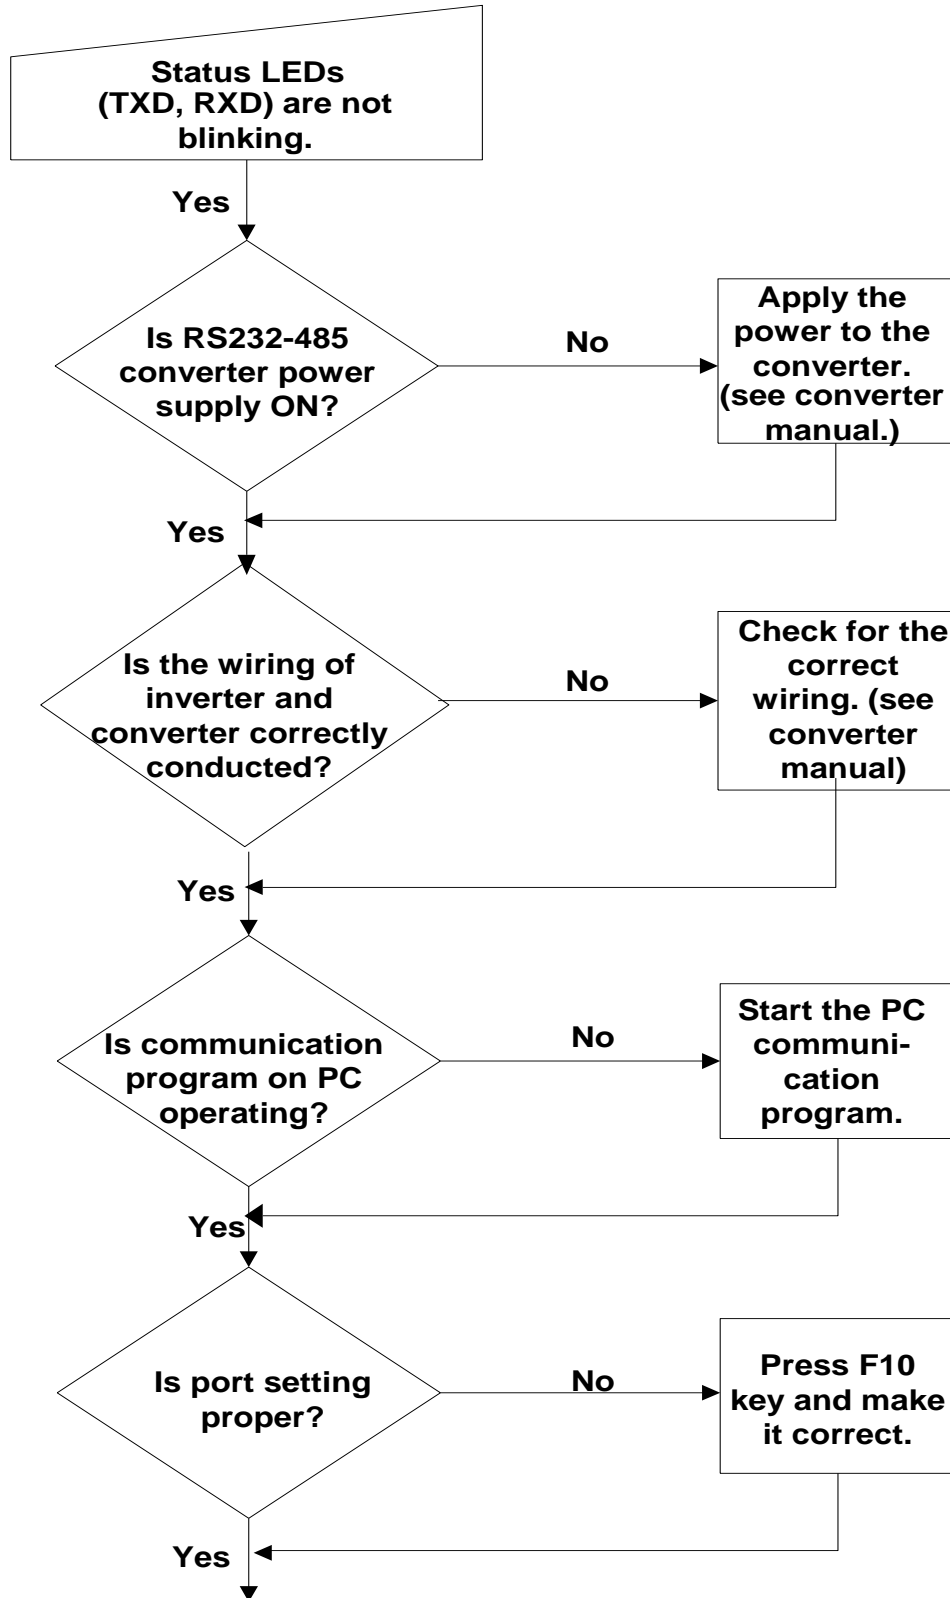 Status LEDs
(TXD, RXD) are not
blinking.
Yes
Is RS232-485
converter power
supply ON?
No
Apply the
power to the
converter.
(see converter
manual.)
Yes
Is the wiring of
inverter and
converter correctly
conducted?
No
Check for the
correct
wiring. (see
converter
manual)
Yes
Is communication
program on PC
operating?
No
Start the PC
communi-
cation
program.
Yes
Is port setting
proper?
No
Press F10
key and make
it correct.
Yes